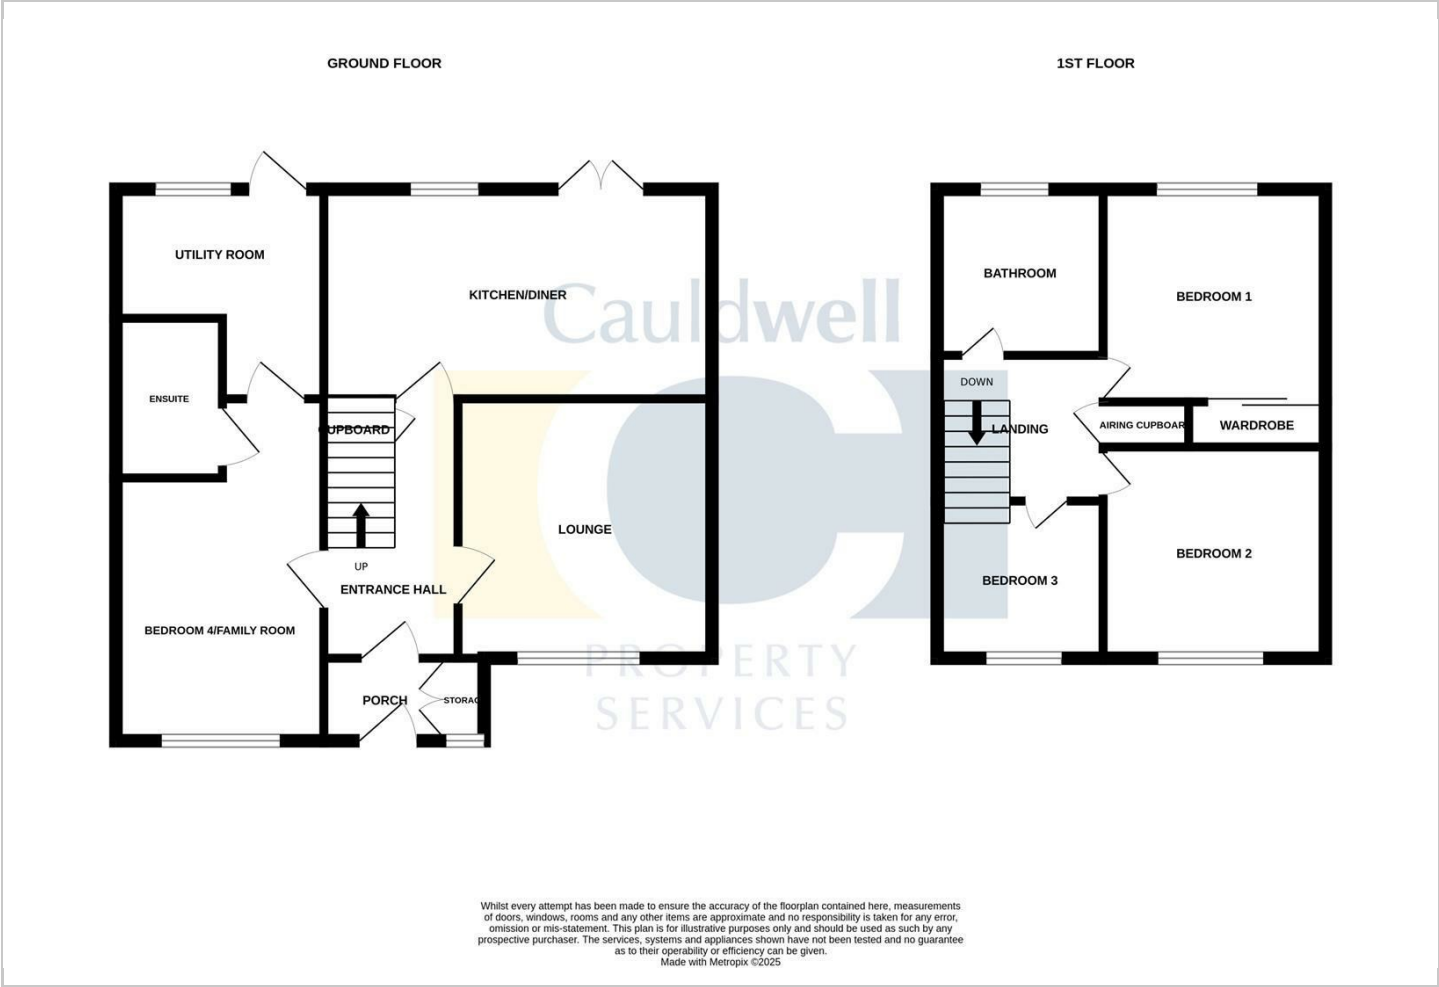 GROUND FLOOR
1ST FLOOR
UTILITY ROOM
KITCHEN/DINER
ENSUITE
CUPBOARD
LOUNGE
UP
ENTRANCE HALL
BEDROOM 4/FAMILY ROOM
PORCH
STORAG
BATHROOM
BEDROOM 1
DOWN
LANDING
AIRING CUPBOAR
WARDROBE
BEDROOM 2
BEDROOM 3
Cauldwell
PROPERTY
SERVICES
Whilst every attempt has been made to ensure the accuracy of the floorplan contained here, measurements
of doors, windows, rooms and any other items are approximate and no responsibility is taken for any error,
omission or mis-statement. This plan is for illustrative purposes only and should be used as such by any
prospective purchaser. The services, systems and appliances shown have not been tested and no guarantee
as to their operability or efficiency can be given.
Made with Metropix ©2025